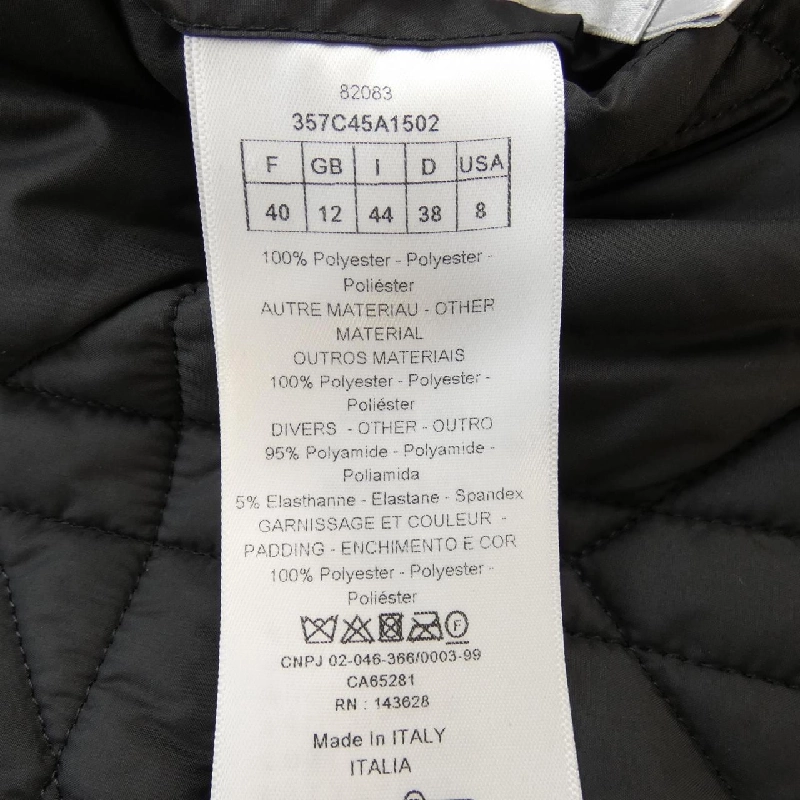 82083
357C45A1502
F GB I D USA
40 12 44 38 8
100% Polyester - Polyester -
Poliéster
AUTRE MATERIAU - OTHER
MATERIAL
OUTROS MATERIAIS
100% Polyester - Polyester -
Poliéster
DIVERS - OTHER - OUTRO
95% Polyamide - Polyamide -
Poliamida
5% Elasthanne - Elastane - Spandex
GARNISSAGE ET COULEUR -
PADDING - ENCHIMENTO E COR
100% Polyester - Polyester -
Poliéster
F
CNPJ 02-046-366/0003-99
CA65281
RN : 143628
Made In ITALY
ITALIA